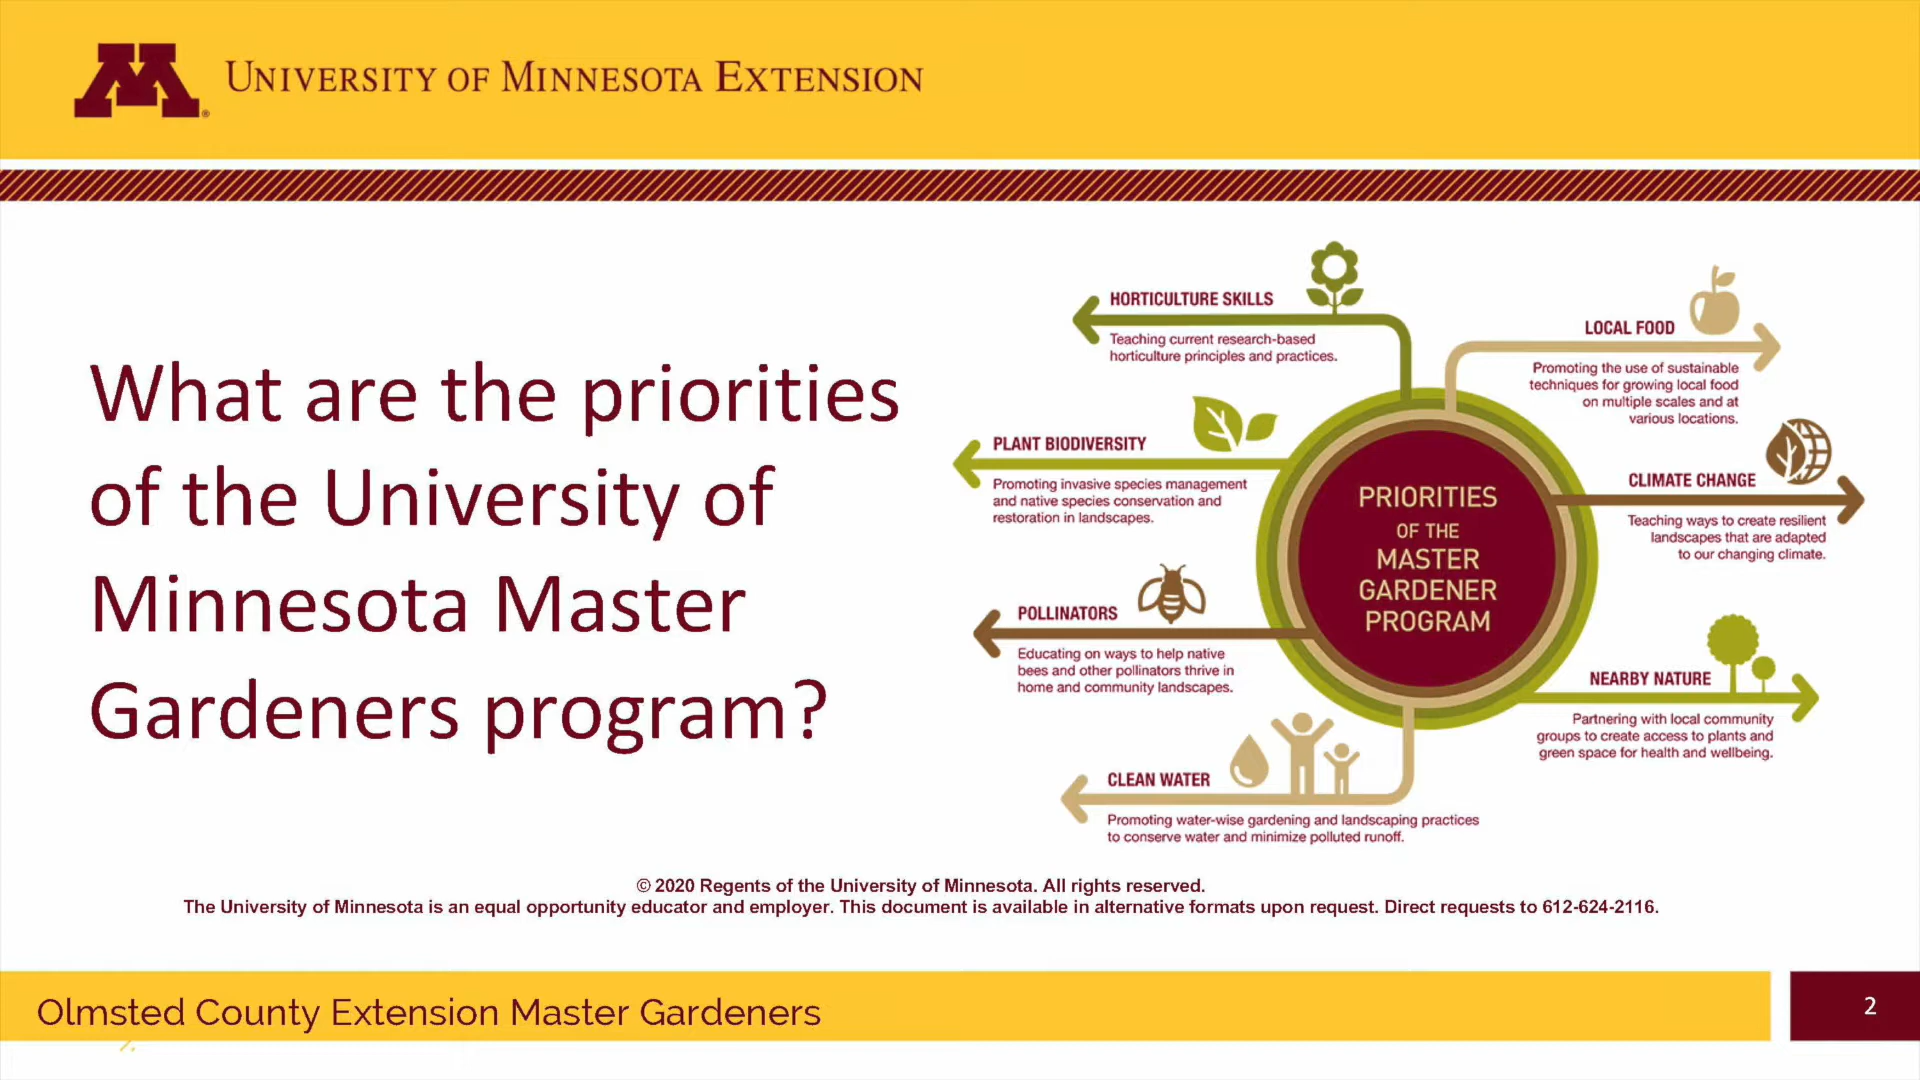 UNIVERSITY OF MINNESOTA EXTENSION
What are the priorities
of the University of
Minnesota Master
Gardeners program?
HORTICULTURE SKILLS
Teaching current research-based
horticulture principles and practices.
PLANT BIODIVERSITY
Promoting invasive species management
and native species conservation and
restoration in landscapes.
POLLINATORS
Educating on ways to help native
bees and other pollinators thrive in
home and community landscapes.
CLEAN WATER
Promoting water-wise gardening and landscaping practices
to conserve water and minimize polluted runoff.
PRIORITIES
OF THE
MASTER
GARDENER
PROGRAM
LOCAL FOOD
Promoting the use of sustainable
techniques for growing local food
on multiple scales and at
various locations.
CLIMATE CHANGE
Teaching ways to create resilient
landscapes that are adapted
to our changing climate.
NEARBY NATURE
Partnering with local community
groups to create access to plants and
green space for health and wellbeing.
© 2020 Regents of the University of Minnesota. All rights reserved.
The University of Minnesota is an equal opportunity educator and employer. This document is available in alternative formats upon request. Direct requests to 612-624-2116.
Olmsted County Extension Master Gardeners
2